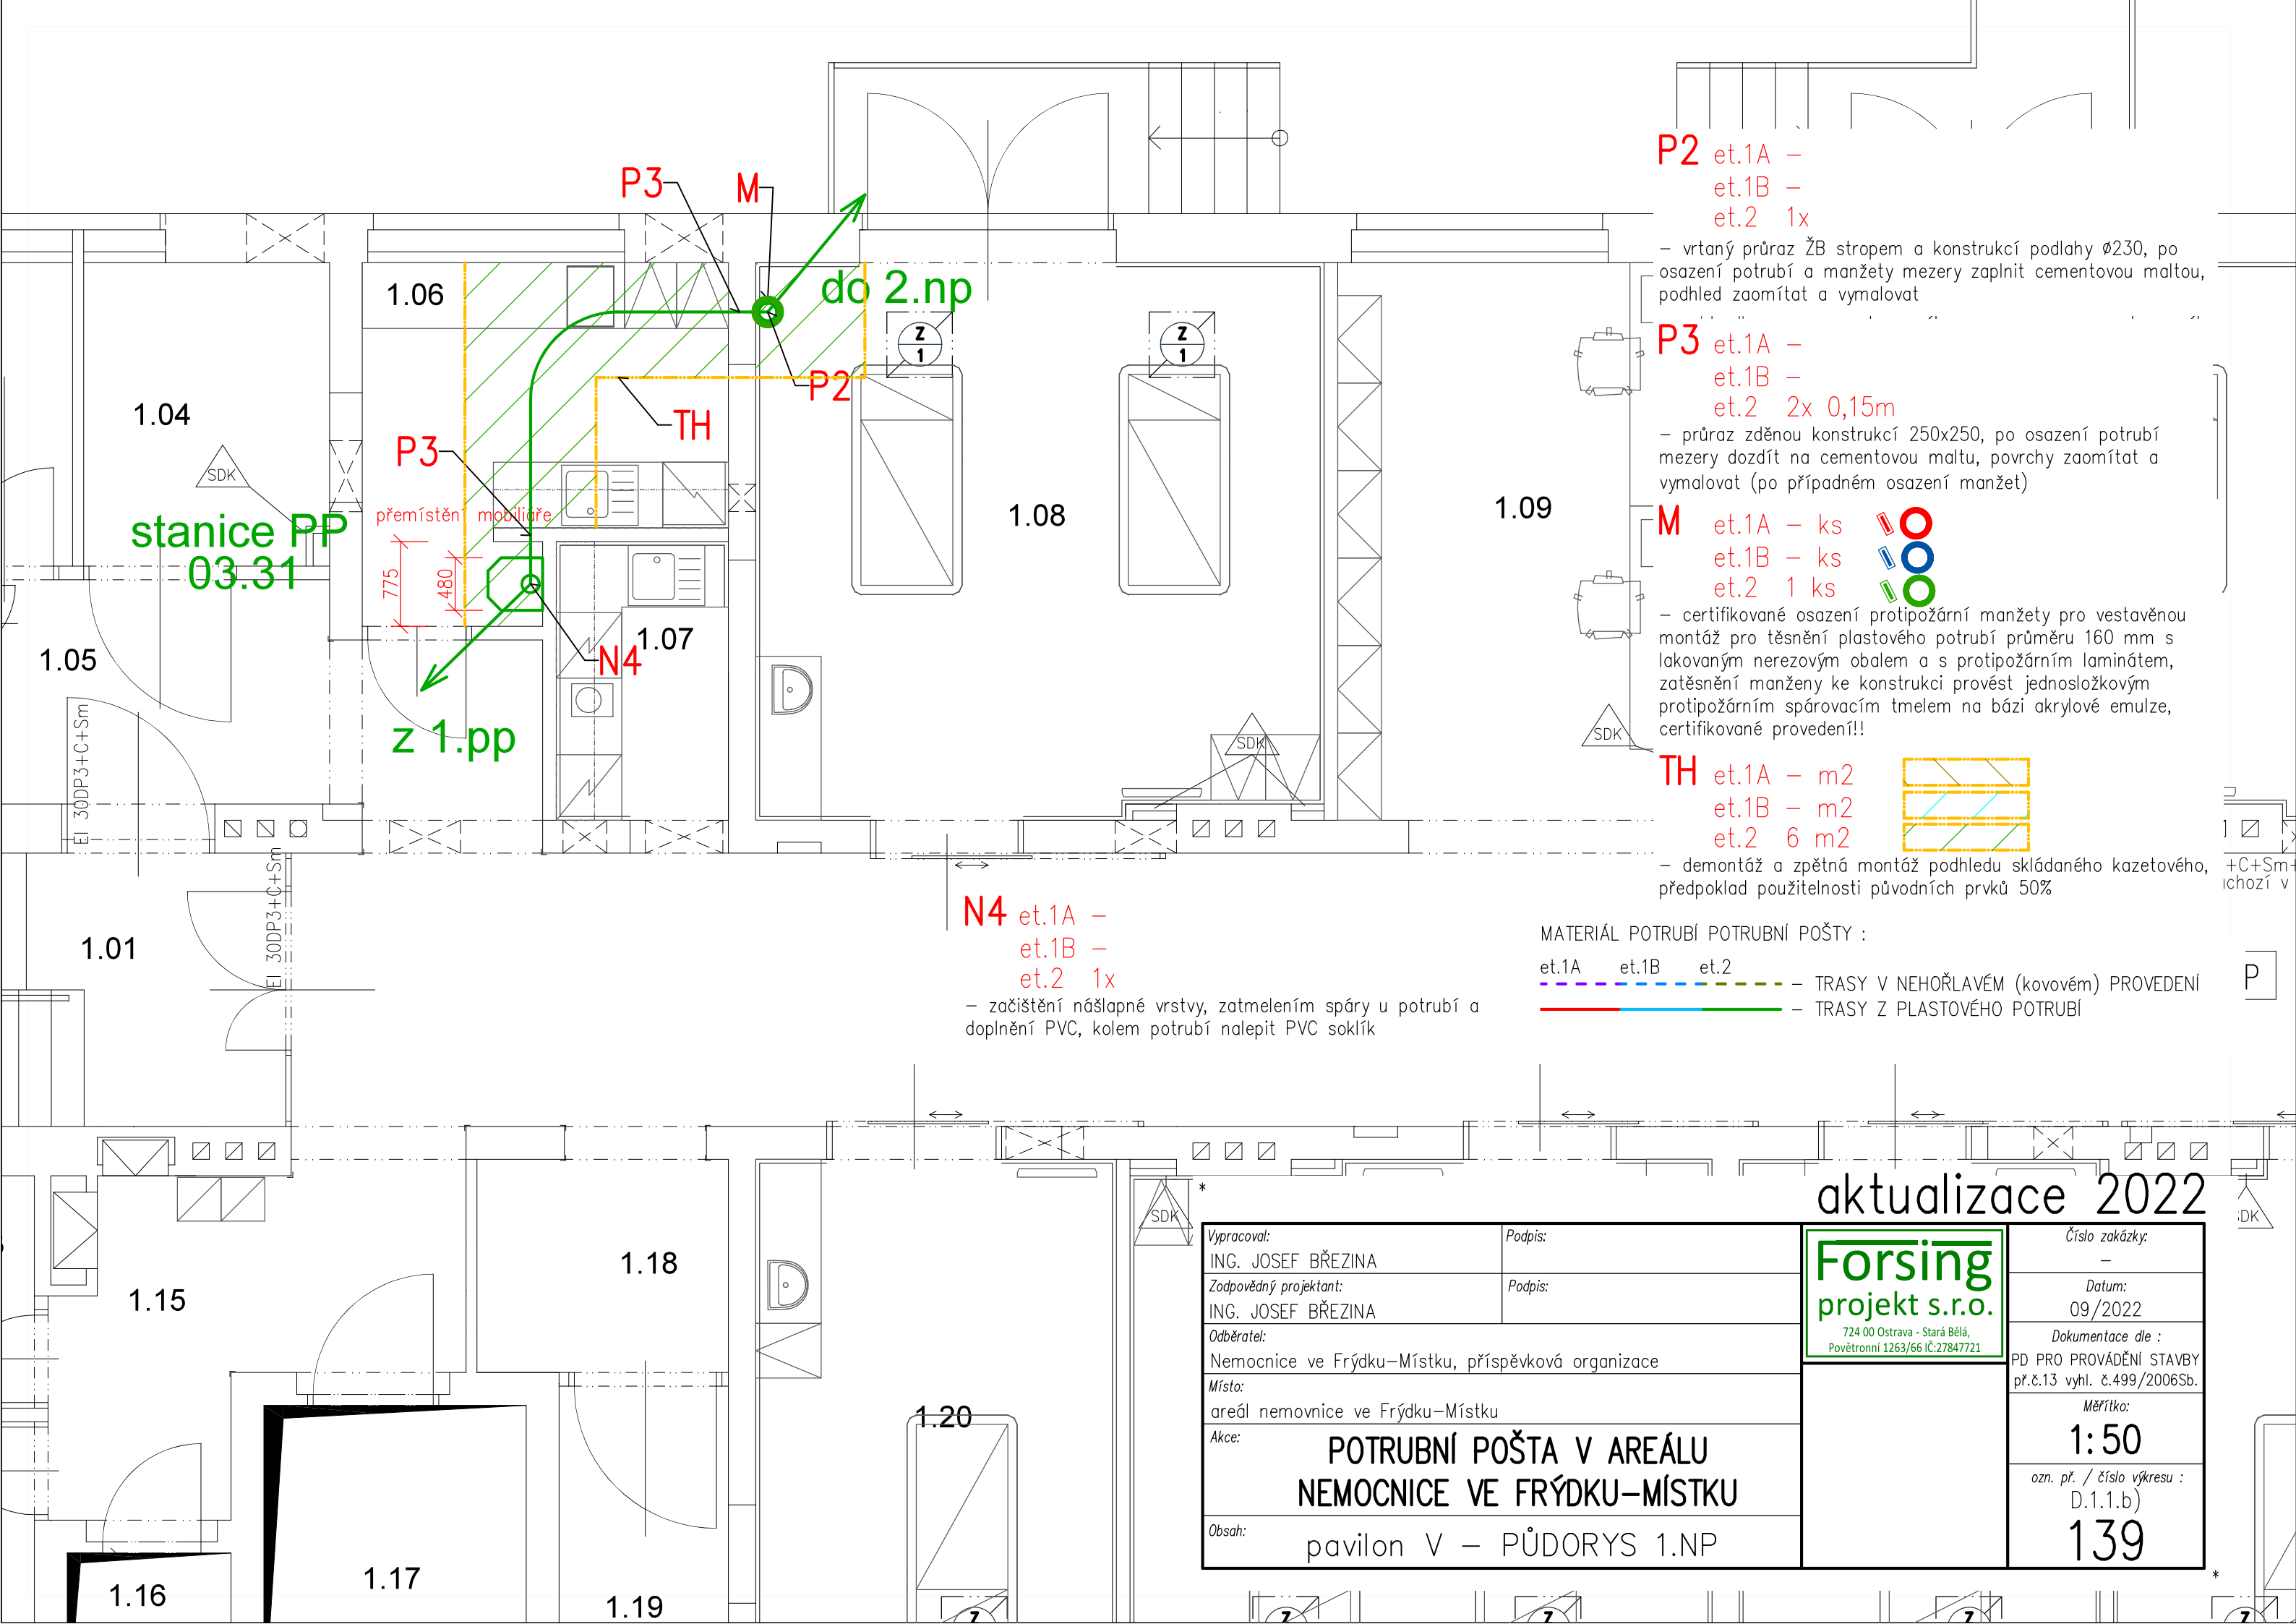 P2 et.1A –
et.1B –
et.2 1x
– vrtaný průraz ŽB stropem a konstrukcí podlahy ø230, po
osazení potrubí a manžety mezery zaplnit cementovou maltou,
podhled zaomítat a vymalovat
P3 et.1A –
et.1B –
et.2 2x 0,15m
– průraz zděnou konstrukcí 250x250, po osazení potrubí
mezery dozdít na cementovou maltu, povrchy zaomítat a
vymalovat (po případném osazení manžet)
M et.1A – ks
et.1B – ks
et.2 1 ks
– certifikované osazení protipožární manžety pro vestavěnou
montáž pro těsnění plastového potrubí průměru 160 mm s
lakovaným nerezovým obalem a s protipožárním laminátem,
zatěsnění manženy ke konstrukci provést jednosložkovým
protipožárním spárovacím tmelem na bázi akrylové emulze,
certifikované provedení!!
TH et.1A – m2
et.1B – m2
et.2 6 m2
– demontáž a zpětná montáž podhledu skládaného kazetového,
předpoklad použitelnosti původních prvků 50%
P3
M
do 2.np
1.06
Z
1
Z
1
P2
1.04
TH
P3
SDK
1.08
1.09
přemístění mobiliáře
stanice PP
03.31
775
480
1.07
1.05
N4
z 1.pp
SDK
SDK
EI 30DP3+C+Sm
EI 30DP3+C+Sm
+C+Sm+
chozí v
1.01
N4 et.1A –
et.1B –
et.2 1x
– začištění nášlapné vrstvy, zatmelením spáry u potrubí a
doplnění PVC, kolem potrubí nalepit PVC soklík
MATERIÁL POTRUBÍ POTRUBNÍ POŠTY :
et.1A et.1B et.2
– TRASY V NEHOŘLAVÉM (kovovém) PROVEDENÍ
– TRASY Z PLASTOVÉHO POTRUBÍ
P
1.15
1.18
1.20
1.16
1.17
1.19
SDK
*
SDK
aktualizace 2022
Vypracoval:
ING. JOSEF BŘEZINA
Podpis:
Zodpovědný projektant:
ING. JOSEF BŘEZINA
Podpis:
Odběratel:
Nemocnice ve Frýdku–Místku, příspěvková organizace
Místo:
areál nemovnice ve Frýdku–Místku
Akce:
POTRUBNÍ POŠTA V AREÁLU
NEMOCNICE VE FRÝDKU–MÍSTKU
Obsah:
pavilon V – PŮDORYS 1.NP
Forsing
projekt s.r.o.
724 00 Ostrava - Stará Bělá,
Povětronní 1263/66 IČ:27847721
Číslo zakázky:
–
Datum:
09/2022
Dokumentace dle :
PD PRO PROVÁDĚNÍ STAVBY
př.č.13 vyhl. č.499/2006Sb.
Měřítko:
1:50
ozn. př. / číslo výkresu :
D.1.1.b)
139
*
Z
Z
Z
Z